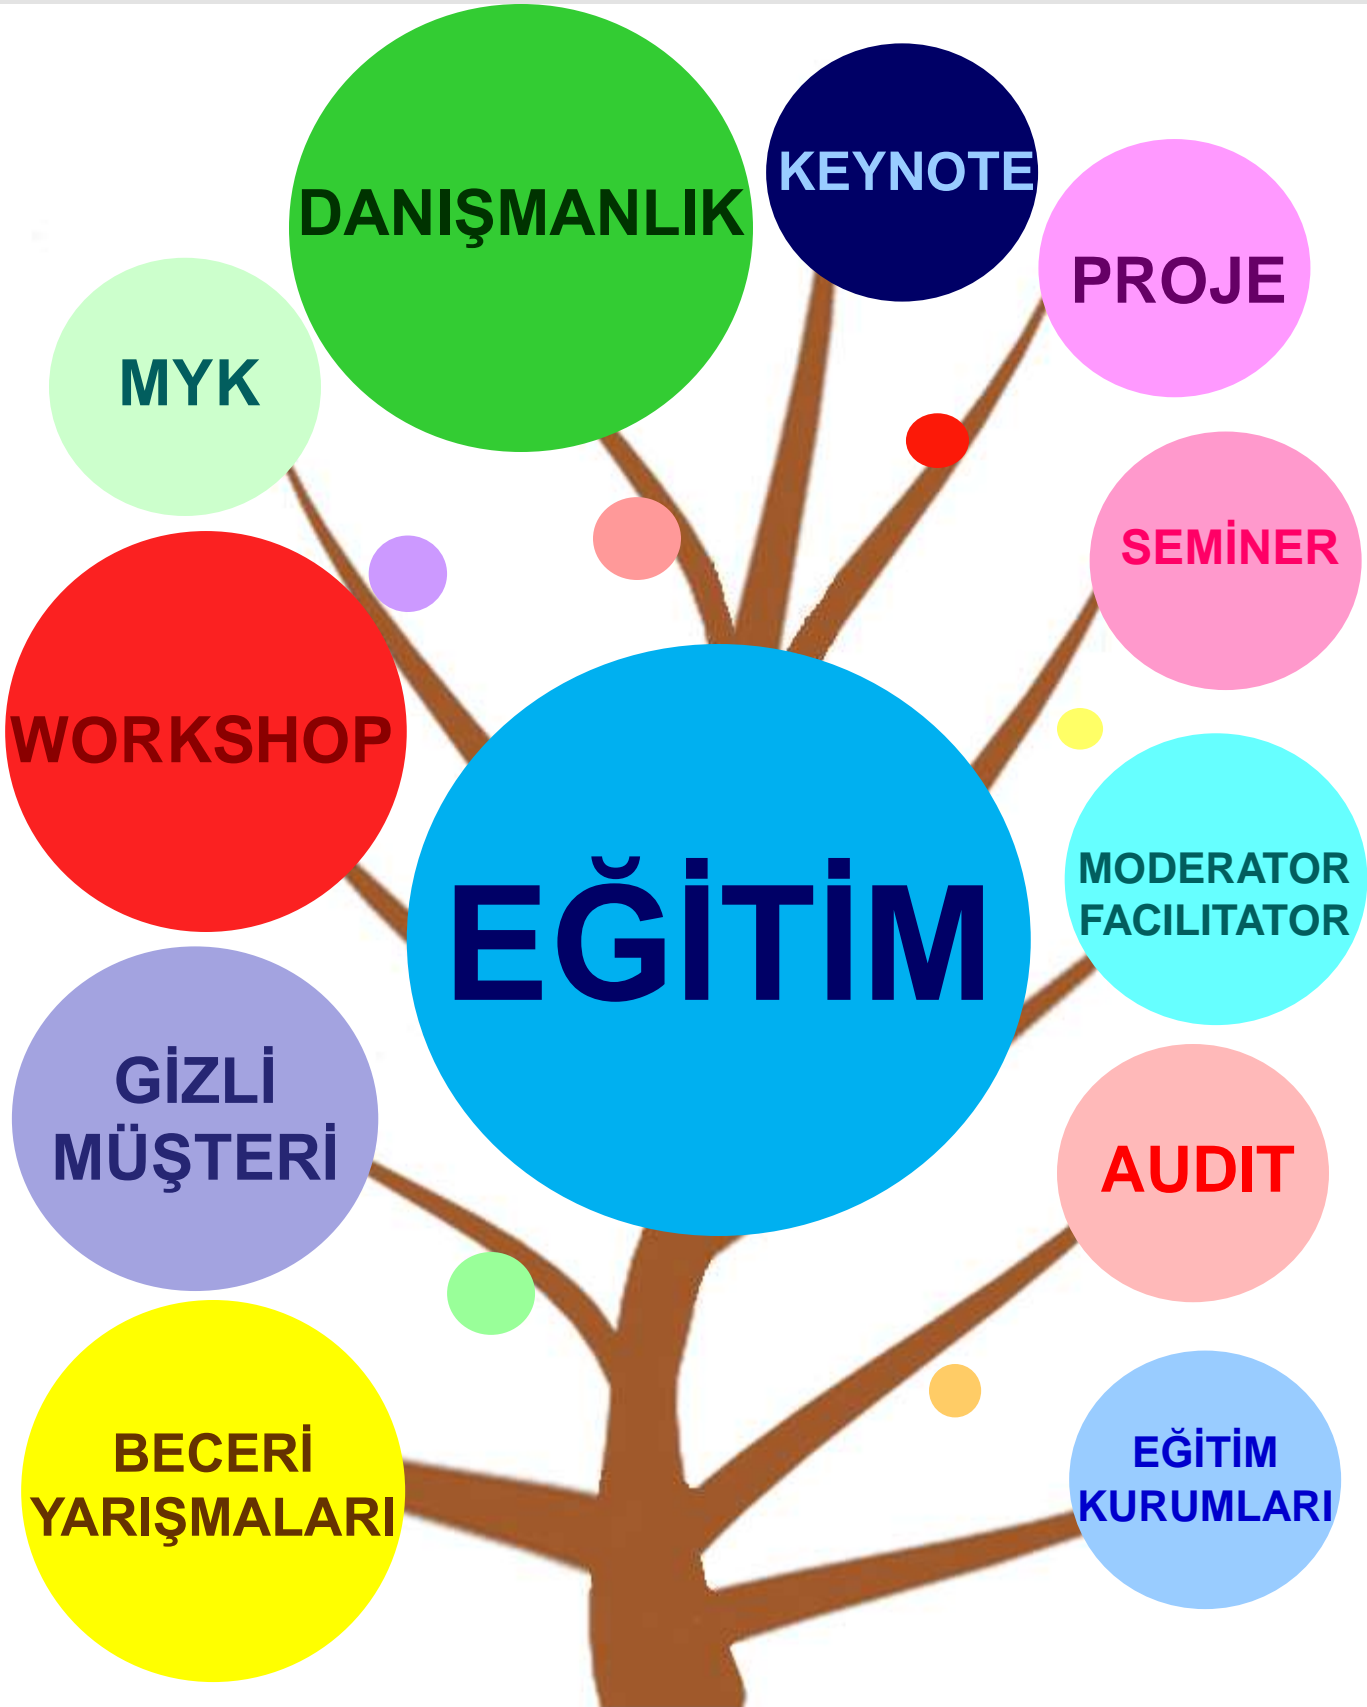 DANIŞMANLIK
KEYNOTE
PROJE
MYK
SEMİNER
WORKSHOP
EĞİTİM
MODERATOR
FACILITATOR
GİZLİ
MÜŞTERİ
AUDIT
BECERİ
YARIŞMALARI
EĞİTİM
KURUMLARI